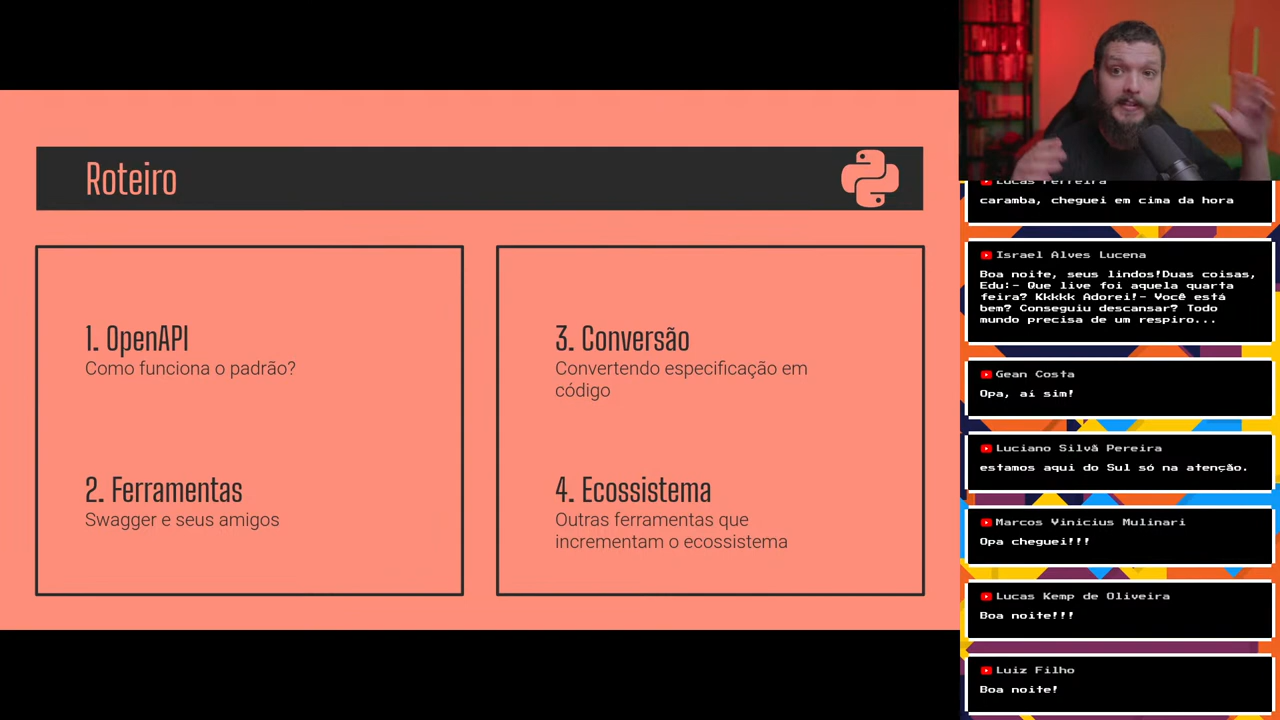 Roteiro
1. OpenAPI
Como funciona o padrão?
2. Ferramentas
Swagger e seus amigos
3. Conversão
Convertendo especificação em
código
4. Ecossistema
Outras ferramentas que
incrementam o ecossistema
Lucas Ferreira
caramba, cheguei em cima da hora
Israel Alves Lucena
Boa noite, seus lindos!Duas coisas,
Edu:- Que live foi aquela quarta
feira? Kkkkk Adorei!- Você está
bem? Conseguiu descansar? Todo
mundo precisa de um respiro...
Gean Costa
Opa, aí sim!
Luciano Silvã Pereira
estamos aqui do Sul só na atenção.
Marcos Vinicius Mulinari
Opa cheguei!!!
Lucas Kemp de Oliveira
Boa noite!!!
Luiz Filho
Boa noite!